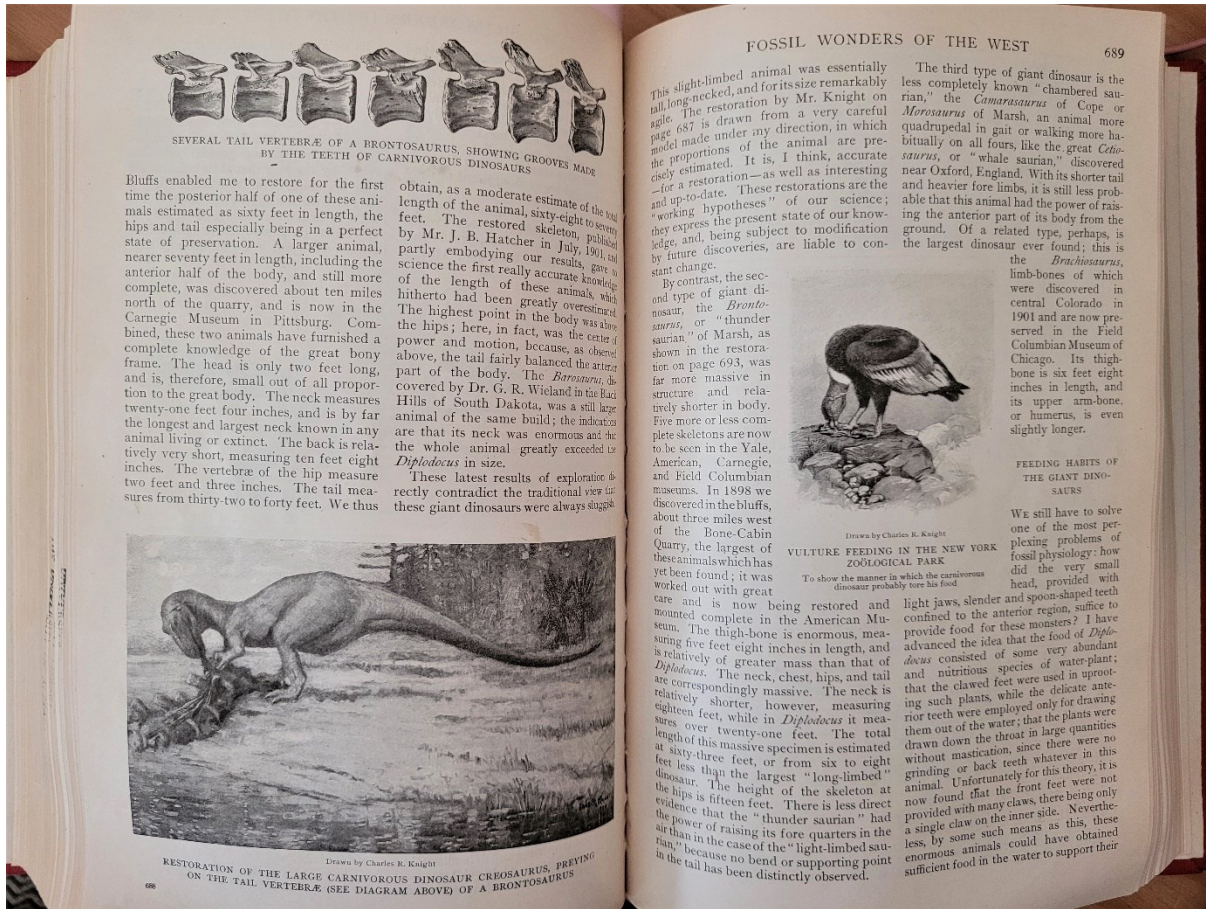 SEVERAL TAIL VERTEBRÆ OF A BRONTOSAURUS, SHOWING GROOVES MADE
BY THE TEETH OF CARNIVOROUS DINOSAURS
Bluffs enabled me to restore for the first
time the posterior half of one of these ani-
mals estimated as sixty feet in length, the
hips and tail especially being in a perfect
state of preservation. A larger animal,
nearer seventy feet in length, including the
anterior half of the body, and still more
complete, was discovered about ten miles
north of the quarry, and is now in the
Carnegie Museum in Pittsburg. Com-
bined, these two animals have furnished a
complete knowledge of the great bony
frame. The head is only two feet long,
and is, therefore, small out of all propor-
tion to the great body. The neck measures
twenty-one feet four inches, and is by far
the longest and largest neck known in any
animal living or extinct. The back is rela-
tively very short, measuring ten feet eight
inches. The vertebræ of the hip measure
two feet and three inches. The tail mea-
sures from thirty-two to forty feet. We thus
obtain, as a moderate estimate of the total
length of the animal, sixty-eight to seventy
feet. The restored skeleton, published
by Mr. J. B. Hatcher in July, 1901, and
partly embodying our results, gave to
science the first really accurate knowledge
of the length of these animals, which
hitherto had been greatly overestimated.
The highest point in the body was above
the hips; here, in fact, was the center of
power and motion, because, as observed
above, the tail fairly balanced the anterior
part of the body. The Barosaurus, dis-
covered by Dr. G. R. Wieland in the Black
Hills of South Dakota, was a still larger
animal of the same build; the indications
are that its neck was enormous and that
the whole animal greatly exceeded the
Diplodocus in size.
These latest results of exploration di-
rectly contradict the traditional view that
these giant dinosaurs were always sluggish.
Drawn by Charles R. Knight
RESTORATION OF THE LARGE CARNIVOROUS DINOSAUR CREOSAURUS, PREYING
ON THE TAIL VERTEBRÆ (SEE DIAGRAM ABOVE) OF A BRONTOSAURUS
688
FOSSIL WONDERS OF THE WEST
689
This slight-limbed animal was essentially
tall, long-necked, and for its size remarkably
agile. The restoration by Mr. Knight on
page 687 is drawn from a very careful
model made under my direction, in which
the proportions of the animal are pre-
cisely estimated. It is, I think, accurate
—for a restoration—as well as interesting
and up-to-date. These restorations are the
"working hypotheses" of our science;
they express the present state of our know-
ledge, and, being subject to modification
by future discoveries, are liable to con-
stant change.
By contrast, the sec-
ond type of giant di-
nosaur, the Bronto-
saurus, or "thunder
saurian" of Marsh, as
shown in the restora-
tion on page 693, was
far more massive in
structure and rela-
tively shorter in body.
Five more or less com-
plete skeletons are now
to be seen in the Yale,
American, Carnegie,
and Field Columbian
museums. In 1898 we
discovered in the bluffs,
about three miles west
of the Bone-Cabin
Quarry, the largest of
these animals which has
yet been found; it was
worked out with great
care and is now being restored and
mounted complete in the American Mu-
seum. The thigh-bone is enormous, mea-
suring five feet eight inches in length, and
is relatively of greater mass than that of
Diplodocus. The neck, chest, hips, and tail
are correspondingly massive. The neck is
relatively shorter, however, measuring
eighteen feet, while in Diplodocus it mea-
sures over twenty-one feet. The total
length of this massive specimen is estimated
at sixty-three feet, or from six to eight
feet less than the largest "long-limbed"
dinosaur. The height of the skeleton at
the hips is fifteen feet. There is less direct
evidence that the "thunder saurian" had
the power of raising its fore quarters in the
air than in the case of the "light-limbed sau-
rian," because no bend or supporting point
in the tail has been distinctly observed.
Drawn by Charles R. Knight
VULTURE FEEDING IN THE NEW YORK
ZOÖLOGICAL PARK
To show the manner in which the carnivorous
dinosaur probably tore his food
The third type of giant dinosaur is the
less completely known "chambered sau-
rian," the Camarasaurus of Cope or
Morosaurus of Marsh, an animal more
quadrupedal in gait or walking more ha-
bitually on all fours, like the great Cetio-
saurus, or "whale saurian," discovered
near Oxford, England. With its shorter tail
and heavier fore limbs, it is still less prob-
able that this animal had the power of rais-
ing the anterior part of its body from the
ground. Of a related type, perhaps, is
the largest dinosaur ever found; this is
the Brachiosaurus,
limb-bones of which
were discovered in
central Colorado in
1901 and are now pre-
served in the Field
Columbian Museum of
Chicago. Its thigh-
bone is six feet eight
inches in length, and
its upper arm-bone,
or humerus, is even
slightly longer.
FEEDING HABITS OF
THE GIANT DINO-
SAURS
WE still have to solve
one of the most per-
plexing problems of
fossil physiology: how
did the very small
head, provided with
light jaws, slender and spoon-shaped teeth
confined to the anterior region, suffice to
provide food for these monsters? I have
advanced the idea that the food of Diplo-
docus consisted of some very abundant
and nutritious species of water-plant;
that the clawed feet were used in uproot-
ing such plants, while the delicate ante-
rior teeth were employed only for drawing
them out of the water; that the plants were
drawn down the throat in large quantities
without mastication, since there were no
grinding or back teeth whatever in this
animal. Unfortunately for this theory, it is
now found that the front feet were not
provided with many claws, there being only
a single claw on the inner side. Neverthe-
less, by some such means as this, these
enormous animals could have obtained
sufficient food in the water to support their